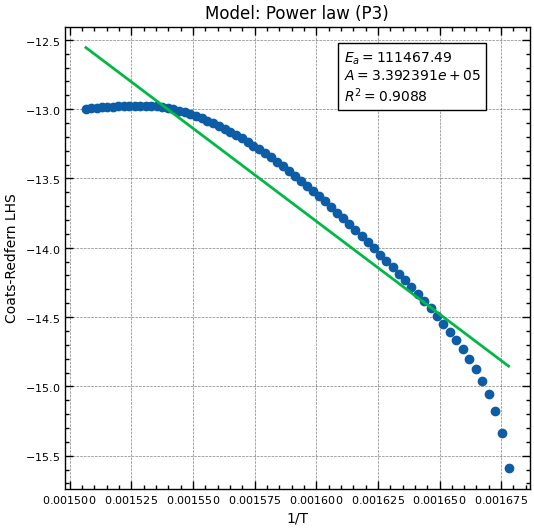 Model: Power law (P3)
−12.5
−13.0
−13.5
−14.0
−14.5
−15.0
−15.5
Coats-Redfern LHS
E_a = 111467.49
A = 3.392391e + 05
R² = 0.9088
0.001500 0.001525 0.001550 0.001575 0.001600 0.001625 0.001650 0.001675
1/T